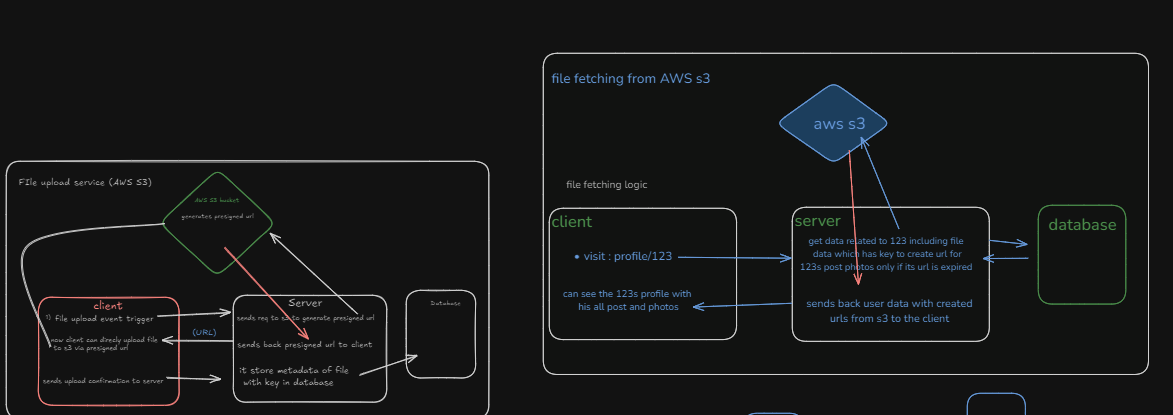 FIle upload service (AWS S3)
AWS S3 bucket
generates presigned url
client
1) file upload event trigger
now client can direcly upload file
to s3 via presigned url
sends upload confirmation to server
(URL)
Server
sends req to s3 to generate presigned url
sends back presigned url to client
it store metadata of file
with key in database
Database
file fetching from AWS s3
aws s3
file fetching logic
client
• visit : profile/123
can see the 123s profile with
his all post and photos
server
get data related to 123 including file
data which has key to create url for
123s post photos only if its url is expired
sends back user data with created
urls from s3 to the client
database